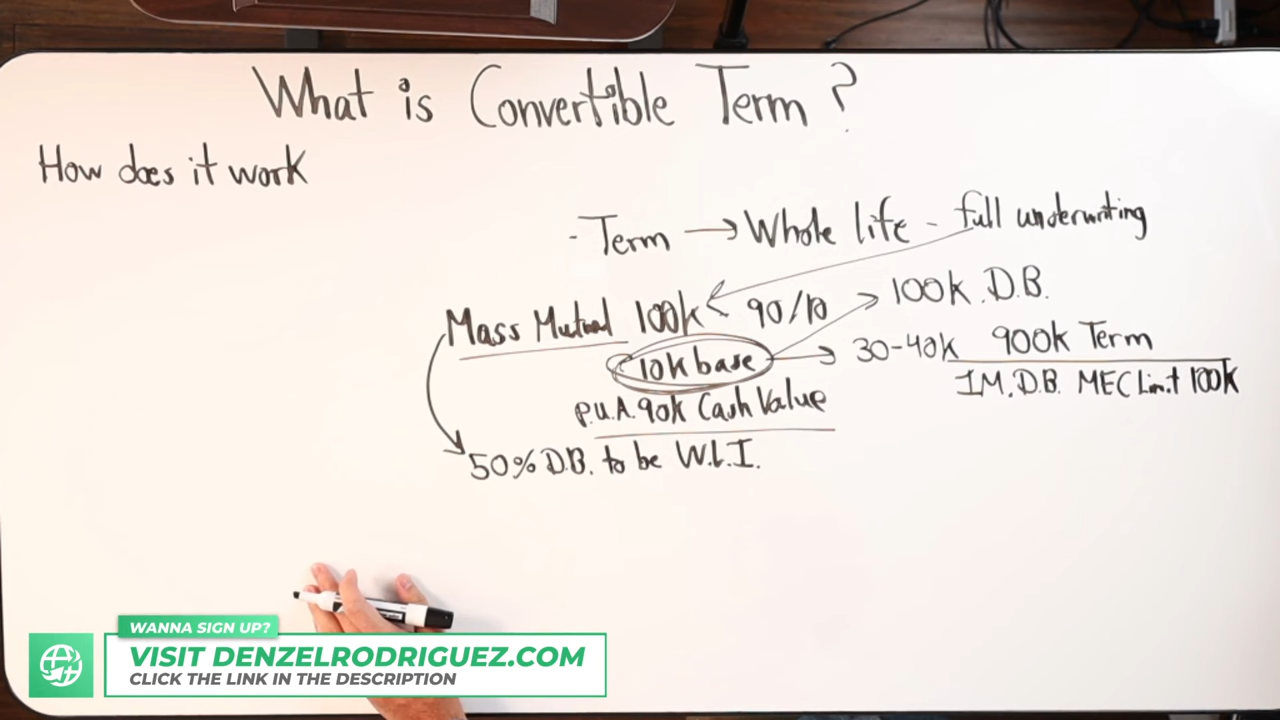 What is Convertible Term ?
How does it work
- Term → Whole life - full underwriting
Mass Mutual 100k 90/10 → 100k D.B.
10k base → 30-40k 900k Term
1M. D.B. MEC Limit 100k
P.U.A. 90k Cash Value
50% D.B. to be W.L.I.
WANNA SIGN UP?
VISIT DENZELRODRIGUEZ.COM
CLICK THE LINK IN THE DESCRIPTION